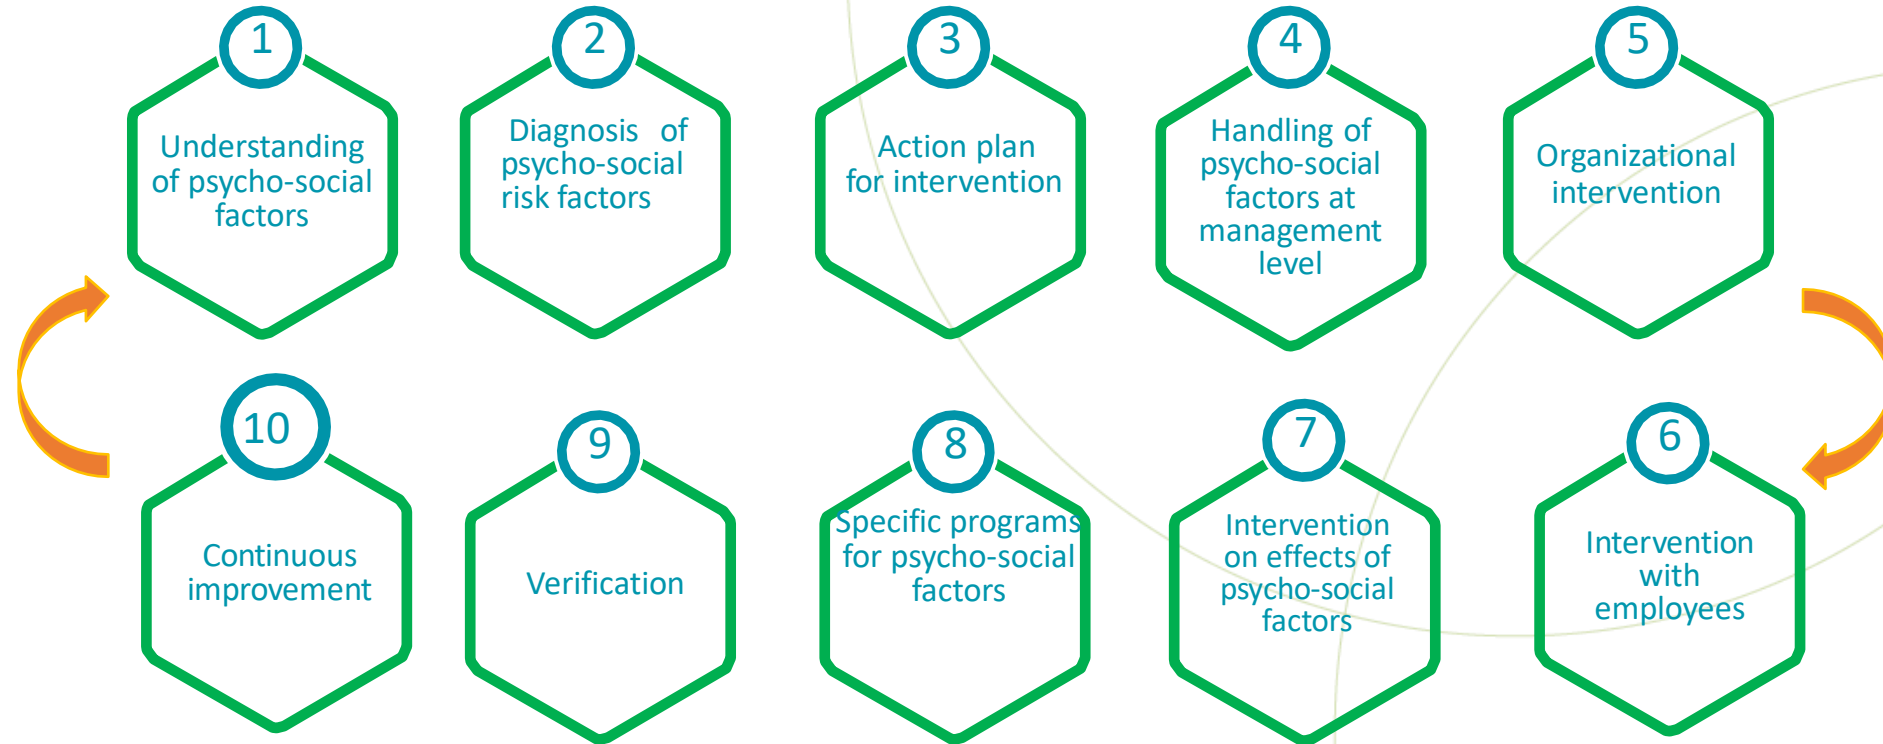 1
Understanding
of psycho-social
factors
2
Diagnosis of
psycho-social
risk factors
3
Action plan
for intervention
4
Handling of
psycho-social
factors at
management
level
5
Organizational
intervention
6
Intervention
with
employees
7
Intervention
on effects of
psycho-social
factors
8
Specific programs
for psycho-social
factors
9
Verification
10
Continuous
improvement